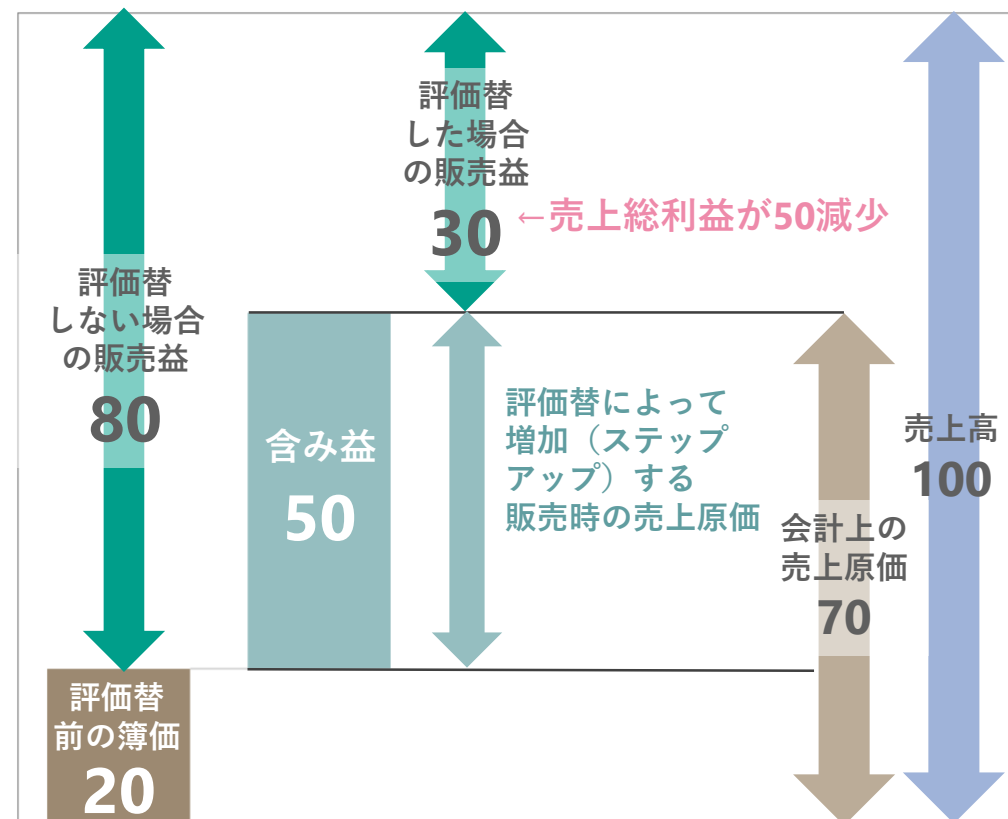 評価替
しない場合
の販売益
80
評価替
前の簿価
20
含み益
50
評価替
した場合
の販売益
30
←売上総利益が50減少
評価替によって
増加（ステップ
アップ）する
販売時の売上原価
会計上の
売上原価
70
売上高
100